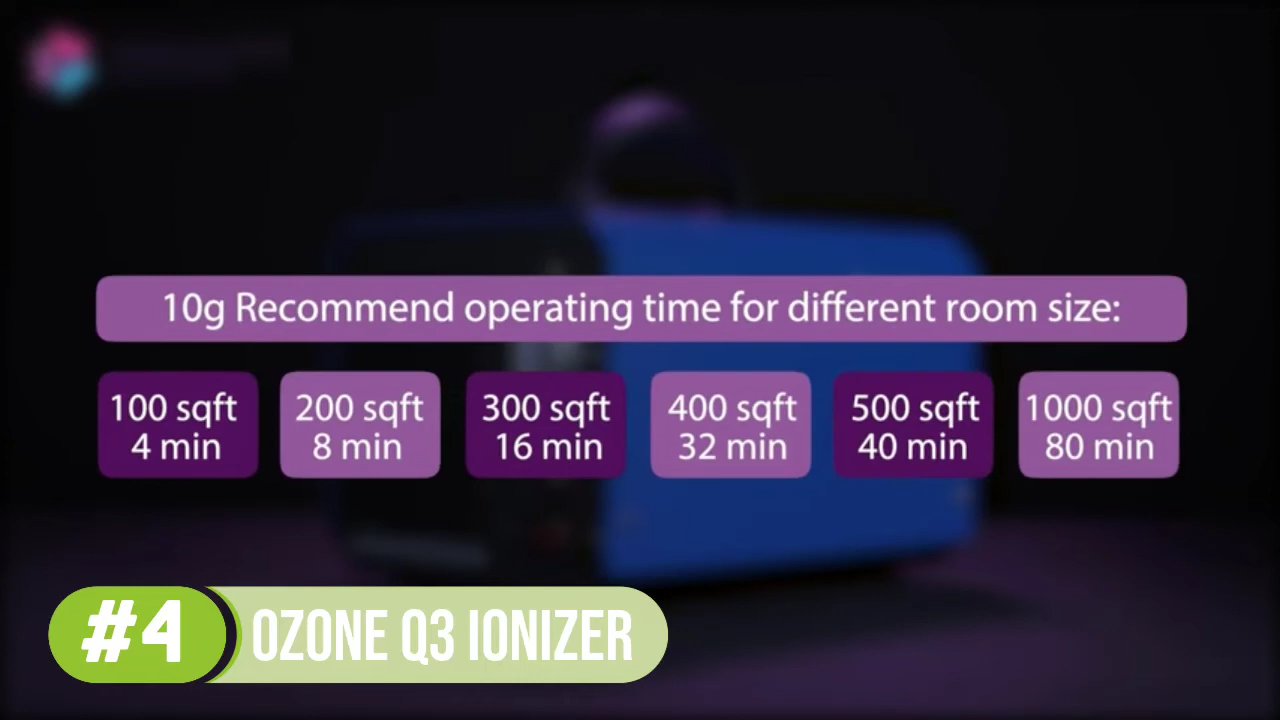 10g Recommend operating time for different room size:
100 sqft
4 min
200 sqft
8 min
300 sqft
16 min
400 sqft
32 min
500 sqft
40 min
1000 sqft
80 min
#4
OZONE Q3 IONIZER